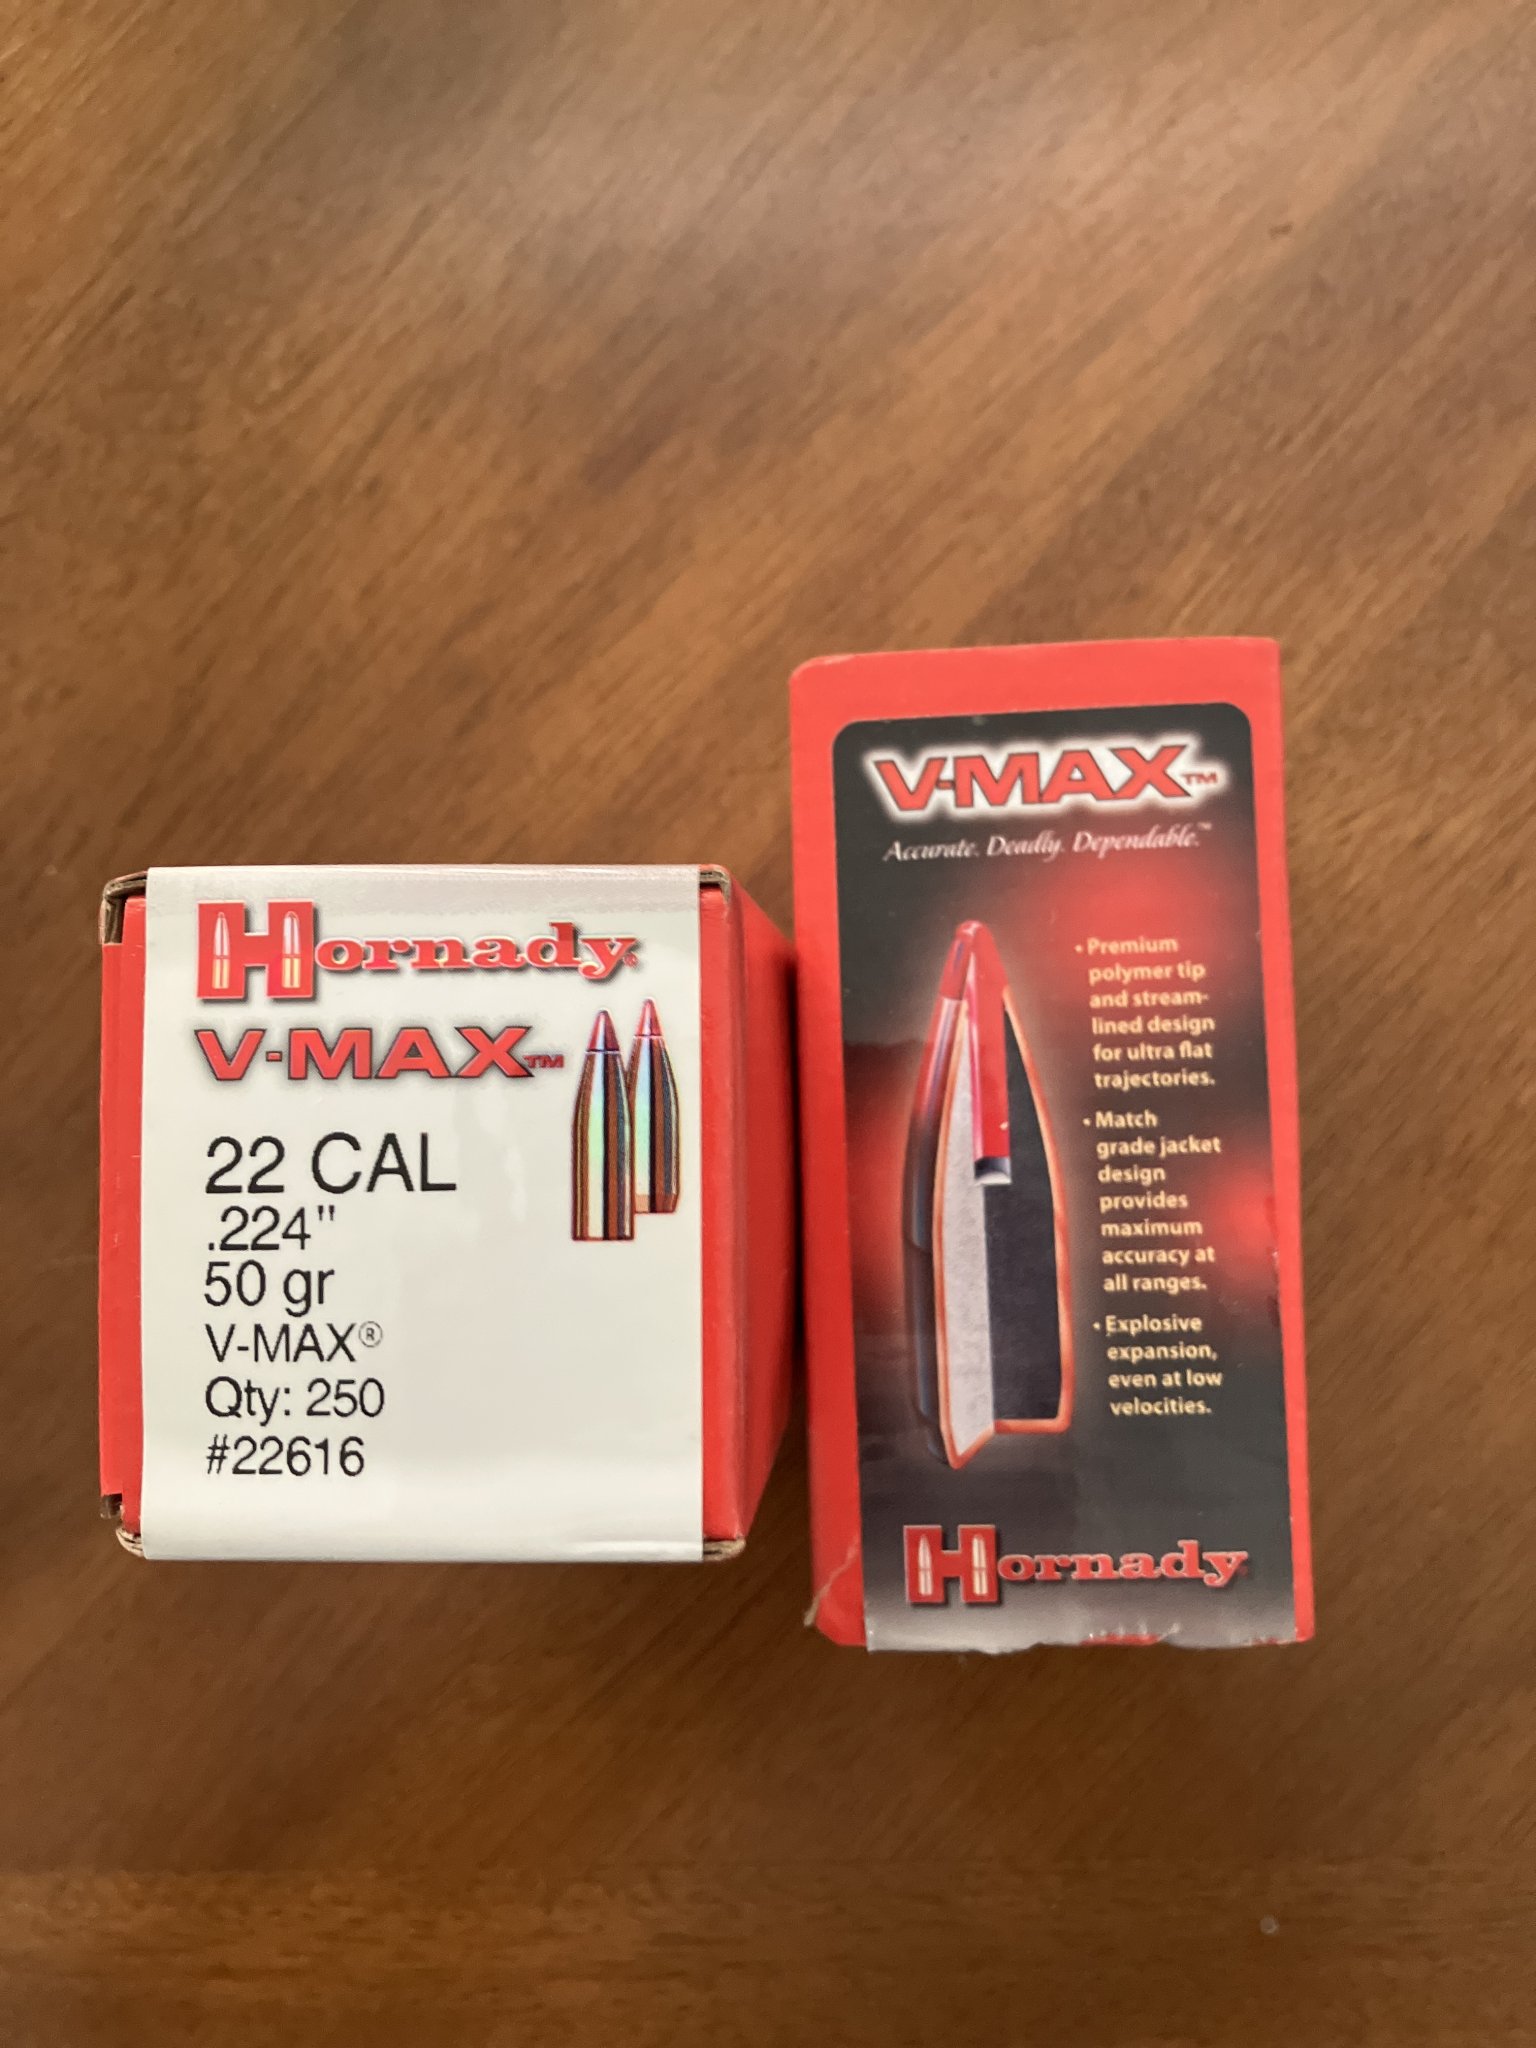 Hornady®
V-MAX™
22 CAL
.224"
50 gr
V-MAX®
Qty: 250
#22616
V-MAX™
Accurate. Deadly. Dependable.™
• Premium
polymer tip
and stream-
lined design
for ultra flat
trajectories.
• Match
grade jacket
design
provides
maximum
accuracy at
all ranges.
• Explosive
expansion,
even at low
velocities.
Hornady®